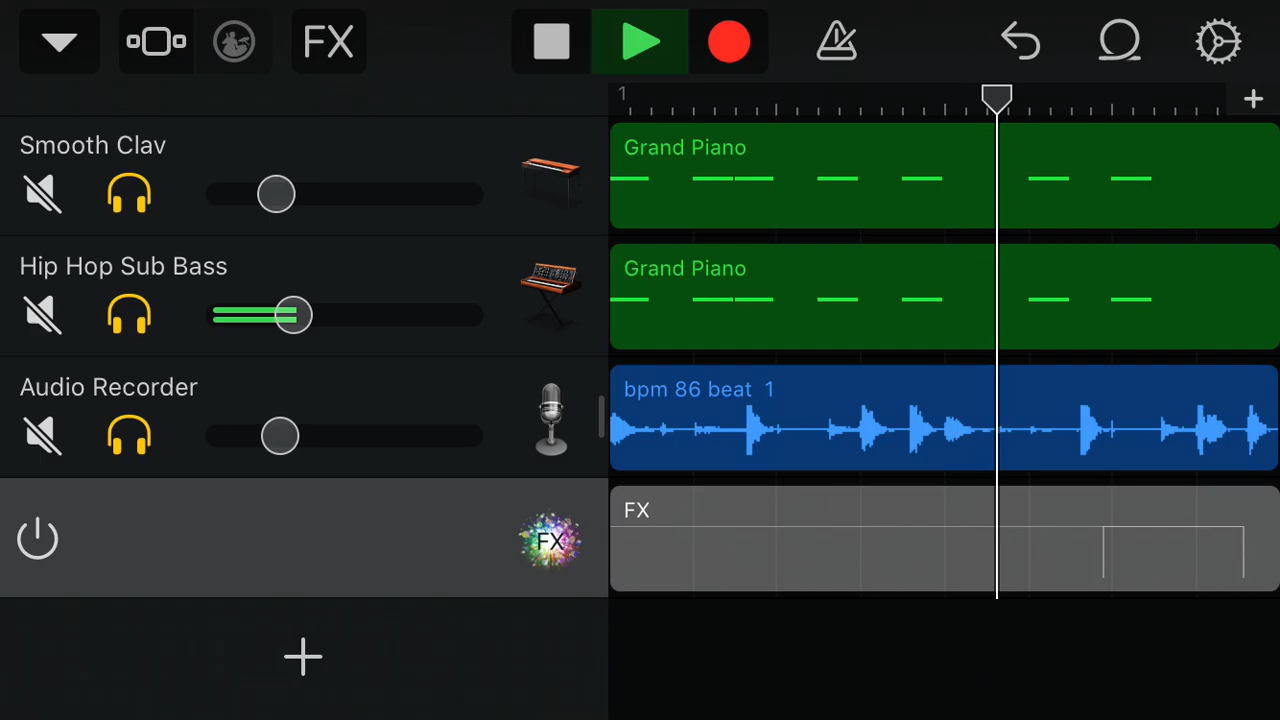 FX
1
Smooth Clav
Grand Piano
Hip Hop Sub Bass
Grand Piano
Audio Recorder
bpm 86 beat  1
FX
FX